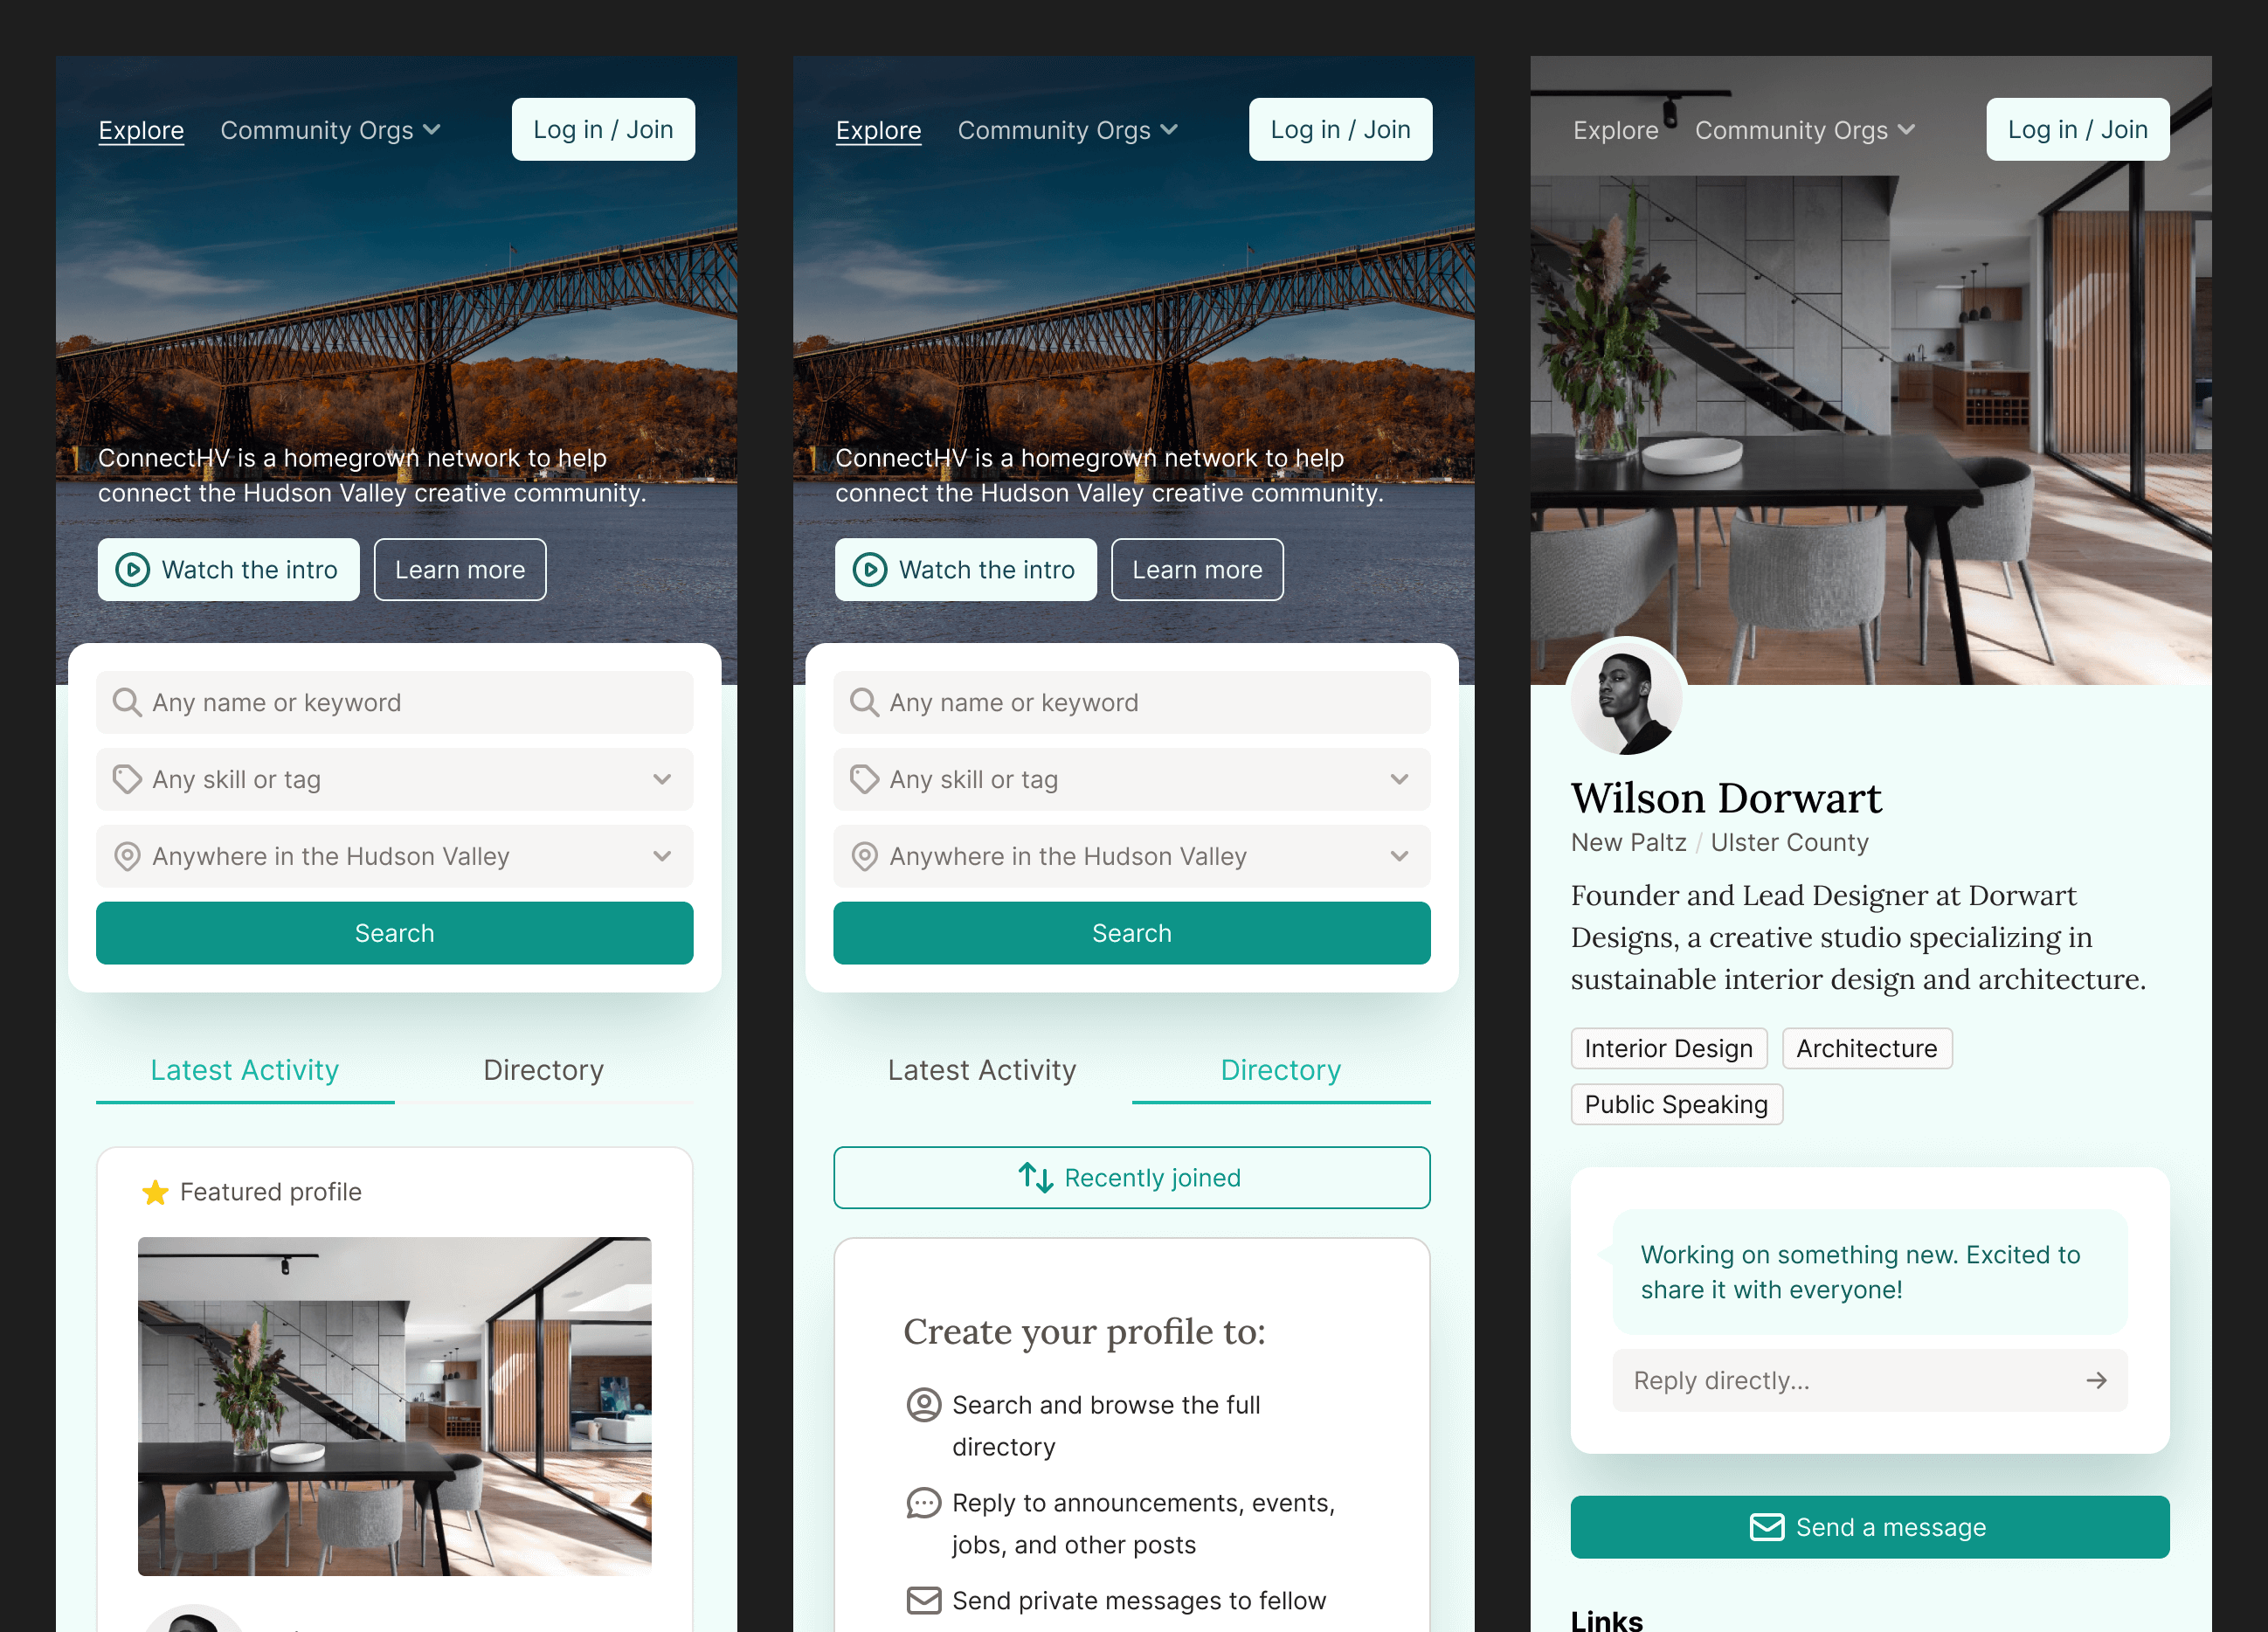 Explore
Community Orgs
Log in / Join
ConnectHV is a homegrown network to help
connect the Hudson Valley creative community.
Watch the intro
Learn more
Any name or keyword
Any skill or tag
Anywhere in the Hudson Valley
Search
Latest Activity
Directory
Featured profile
Explore
Community Orgs
Log in / Join
ConnectHV is a homegrown network to help
connect the Hudson Valley creative community.
Watch the intro
Learn more
Any name or keyword
Any skill or tag
Anywhere in the Hudson Valley
Search
Latest Activity
Directory
Recently joined
Create your profile to:
Search and browse the full
directory
Reply to announcements, events,
jobs, and other posts
Send private messages to fellow
Explore
Community Orgs
Log in / Join
Wilson Dorwart
New Paltz / Ulster County
Founder and Lead Designer at Dorwart
Designs, a creative studio specializing in
sustainable interior design and architecture.
Interior Design
Architecture
Public Speaking
Working on something new. Excited to
share it with everyone!
Reply directly...
Send a message
Links